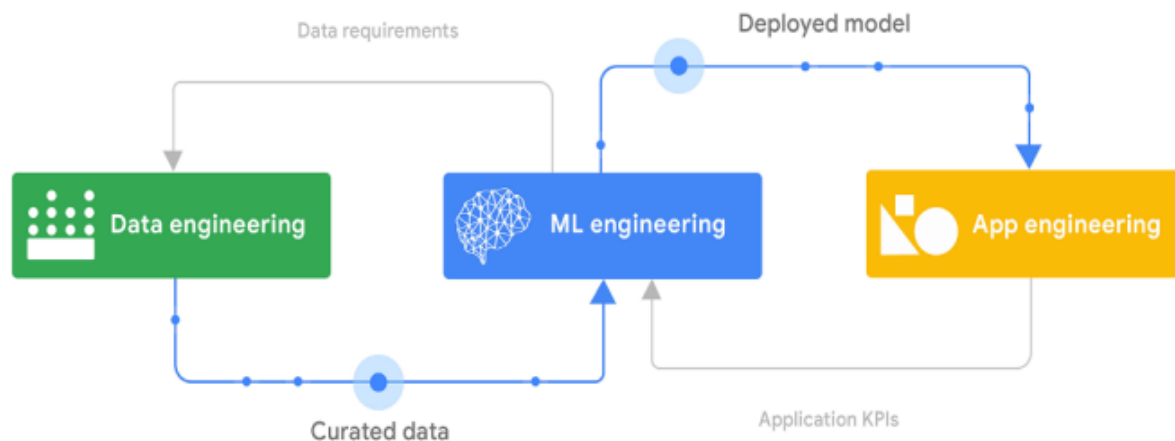 Data requirements
Deployed model
Data engineering
ML engineering
App engineering
Curated data
Application KPIs